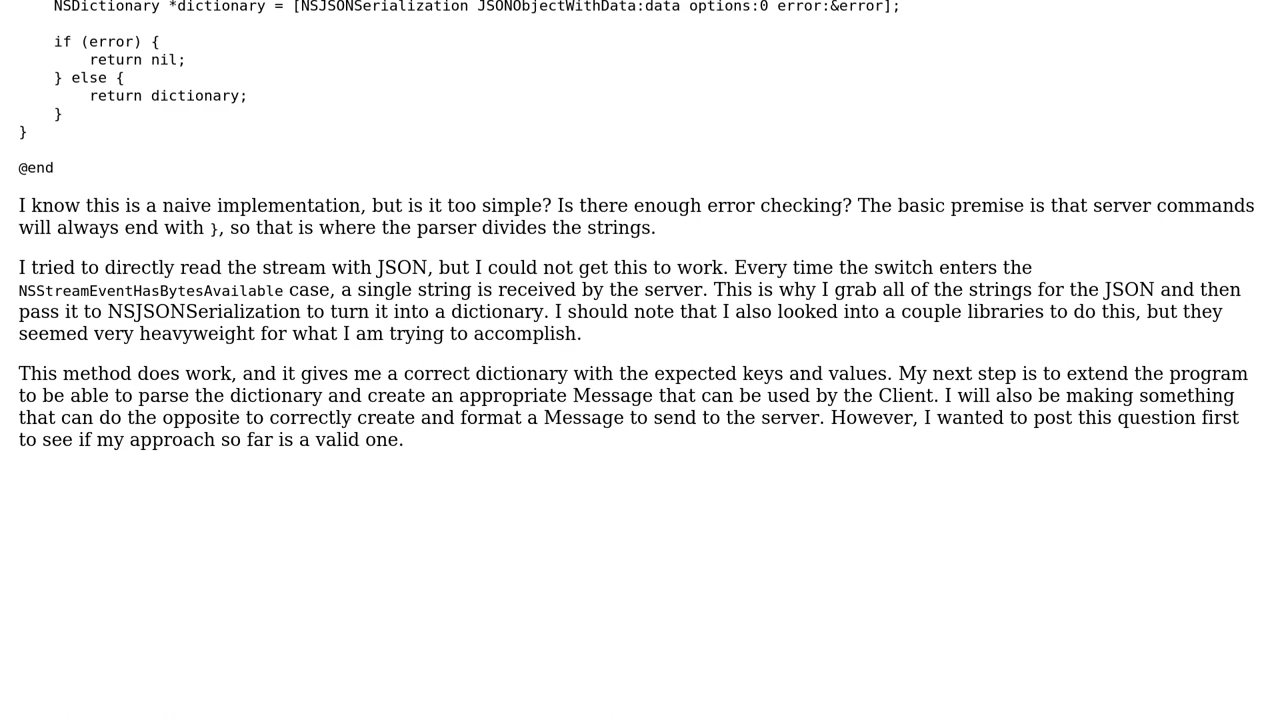 NSDictionary *dictionary = [NSJSONSerialization JSONObjectWithData:data options:0 error:&error];

    if (error) {
        return nil;
    } else {
        return dictionary;
    }
}

@end
I know this is a naive implementation, but is it too simple? Is there enough error checking? The basic premise is that server commands
will always end with }, so that is where the parser divides the strings.
I tried to directly read the stream with JSON, but I could not get this to work. Every time the switch enters the
NSStreamEventHasBytesAvailable case, a single string is received by the server. This is why I grab all of the strings for the JSON and then
pass it to NSJSONSerialization to turn it into a dictionary. I should note that I also looked into a couple libraries to do this, but they
seemed very heavyweight for what I am trying to accomplish.
This method does work, and it gives me a correct dictionary with the expected keys and values. My next step is to extend the program
to be able to parse the dictionary and create an appropriate Message that can be used by the Client. I will also be making something
that can do the opposite to correctly create and format a Message to send to the server. However, I wanted to post this question first
to see if my approach so far is a valid one.